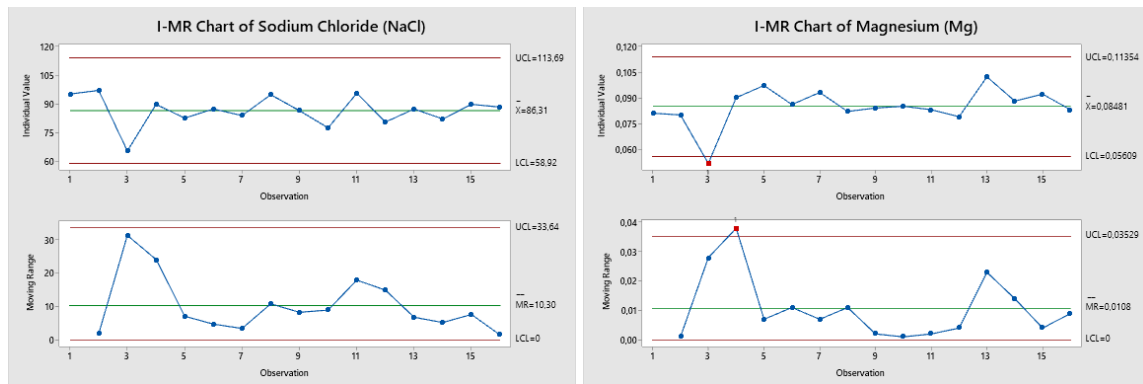 I-MR Chart of Sodium Chloride (NaCl)
120
105
90
75
60
Individual Value
UCL=113,69
X=86,31
LCL=58,92
1 3 5 7 9 11 13 15
Observation
30
20
10
0
Moving Range
UCL=33,64
MR=10,30
LCL=0
1 3 5 7 9 11 13 15
Observation
I-MR Chart of Magnesium (Mg)
0,120
0,105
0,090
0,075
0,060
Individual Value
UCL=0,11354
X=0,08481
LCL=0,05609
1 3 5 7 9 11 13 15
Observation
0,04
0,03
0,02
0,01
0,00
Moving Range
1
UCL=0,03529
MR=0,0108
LCL=0
1 3 5 7 9 11 13 15
Observation